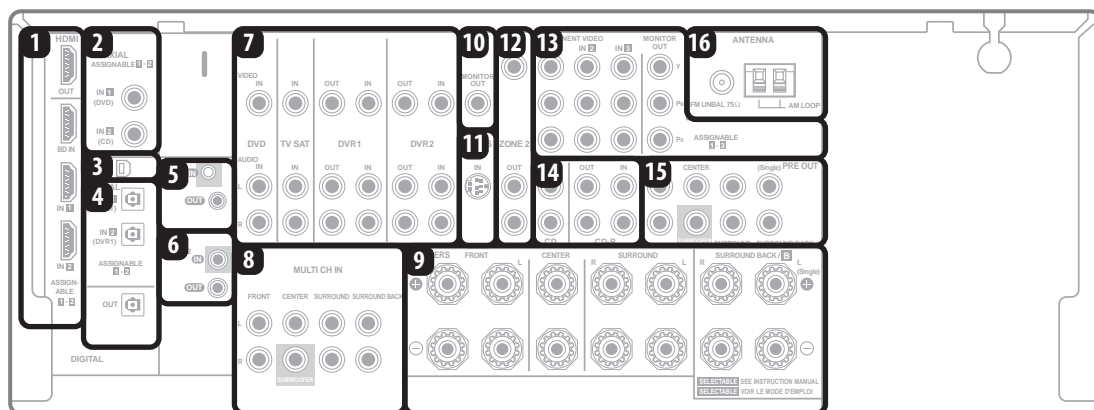 1
HDMI
OUT
BD IN
IN 1
IN 2
ASSIGN-
ABLE
1 - 2
DIGITAL
2
ASSIGNABLE 1 - 2
IN 1
(DVD)
IN 2
(CD)
3
4
IN 2
(DVR1)
ASSIGNABLE
1 - 2
OUT
5
IN
OUT
6
IN
OUT
7
VIDEO
IN IN OUT IN OUT IN
DVD TV SAT DVR1 DVR2
AUDIO
IN IN OUT IN OUT IN
L
R
8
MULTI CH IN
FRONT CENTER SURROUND SURROUND BACK
L
R
SUBWOOFER
9
FRONT CENTER SURROUND SURROUND BACK / B
L R L R L
(Single)
SELECTABLE SEE INSTRUCTION MANUAL
SELECTABLE VOIR LE MODE D'EMPLOI
10
MONITOR
OUT
11
IN
12
ZONE 2
OUT
13
IN 2 IN 3
MONITOR
OUT
Y
PB
PR
ASSIGNABLE
1 - 3
14
OUT IN
CD CD-R
15
CENTER (Single) PRE OUT
16
ANTENNA
FM UNBAL 75Ω
AM LOOP